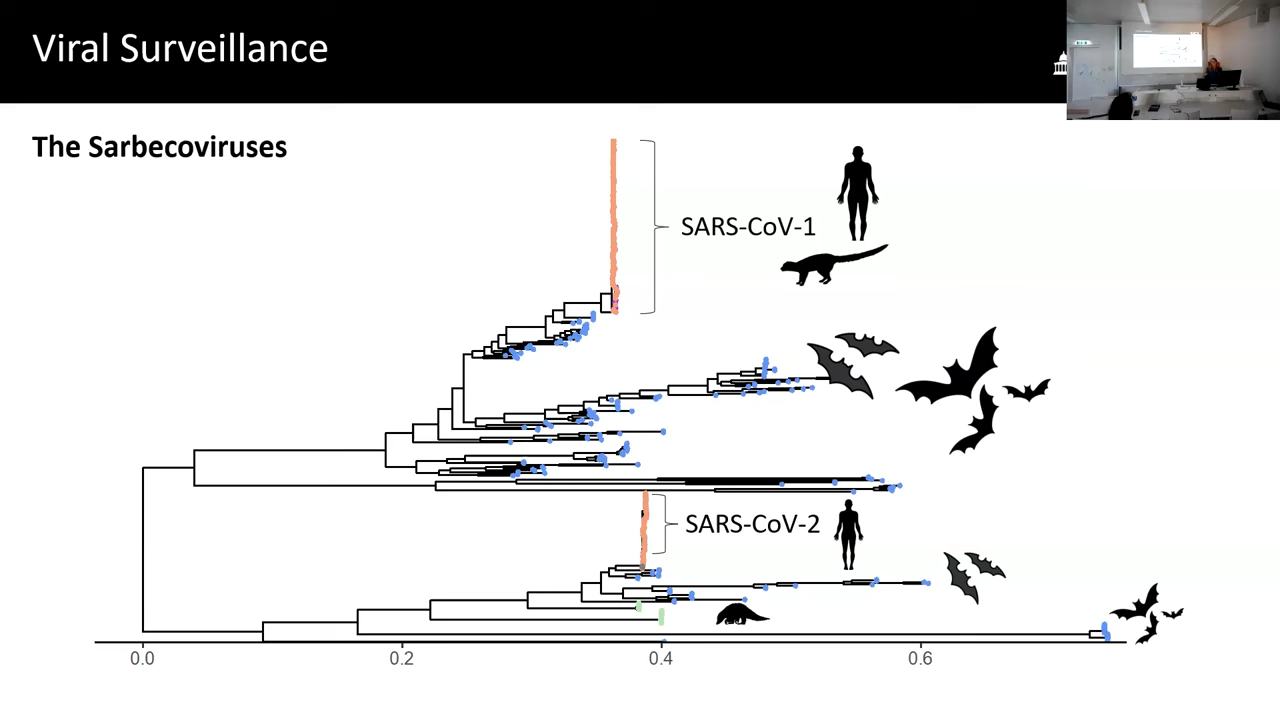 Viral Surveillance
The Sarbecoviruses
SARS-CoV-1
SARS-CoV-2
0.0
0.2
0.4
0.6